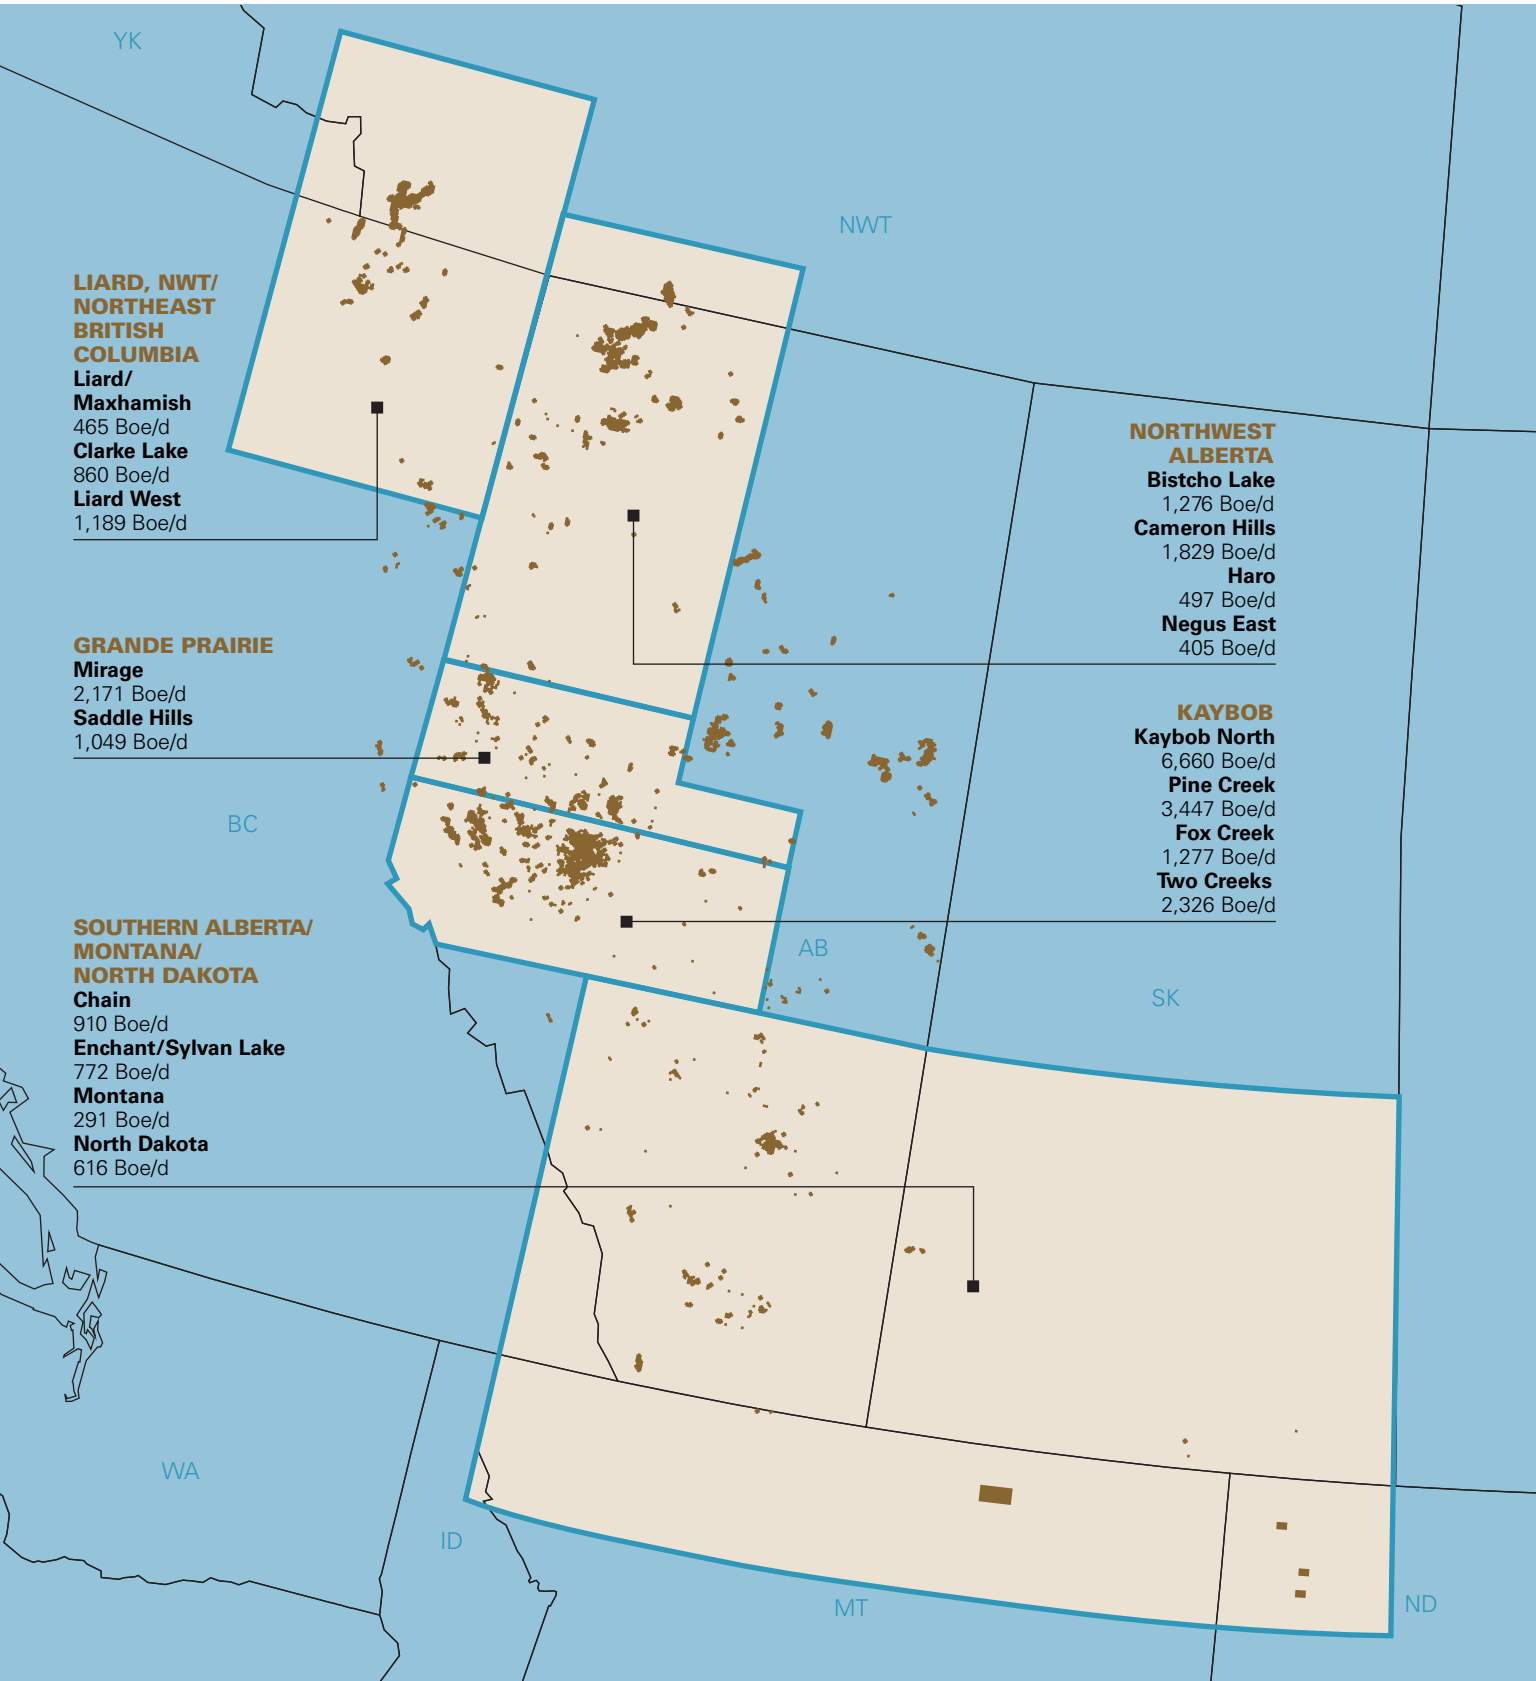 YK
NWT
LIARD, NWT/
NORTHEAST
BRITISH
COLUMBIA
Liard/
Maxhamish
465 Boe/d
Clarke Lake
860 Boe/d
Liard West
1,189 Boe/d
NORTHWEST
ALBERTA
Bistcho Lake
1,276 Boe/d
Cameron Hills
1,829 Boe/d
Haro
497 Boe/d
Negus East
405 Boe/d
GRANDE PRAIRIE
Mirage
2,171 Boe/d
Saddle Hills
1,049 Boe/d
KAYBOB
Kaybob North
6,660 Boe/d
Pine Creek
3,447 Boe/d
Fox Creek
1,277 Boe/d
Two Creeks
2,326 Boe/d
BC
SOUTHERN ALBERTA/
MONTANA/
NORTH DAKOTA
Chain
910 Boe/d
Enchant/Sylvan Lake
772 Boe/d
Montana
291 Boe/d
North Dakota
616 Boe/d
AB
SK
WA
ID
MT
ND